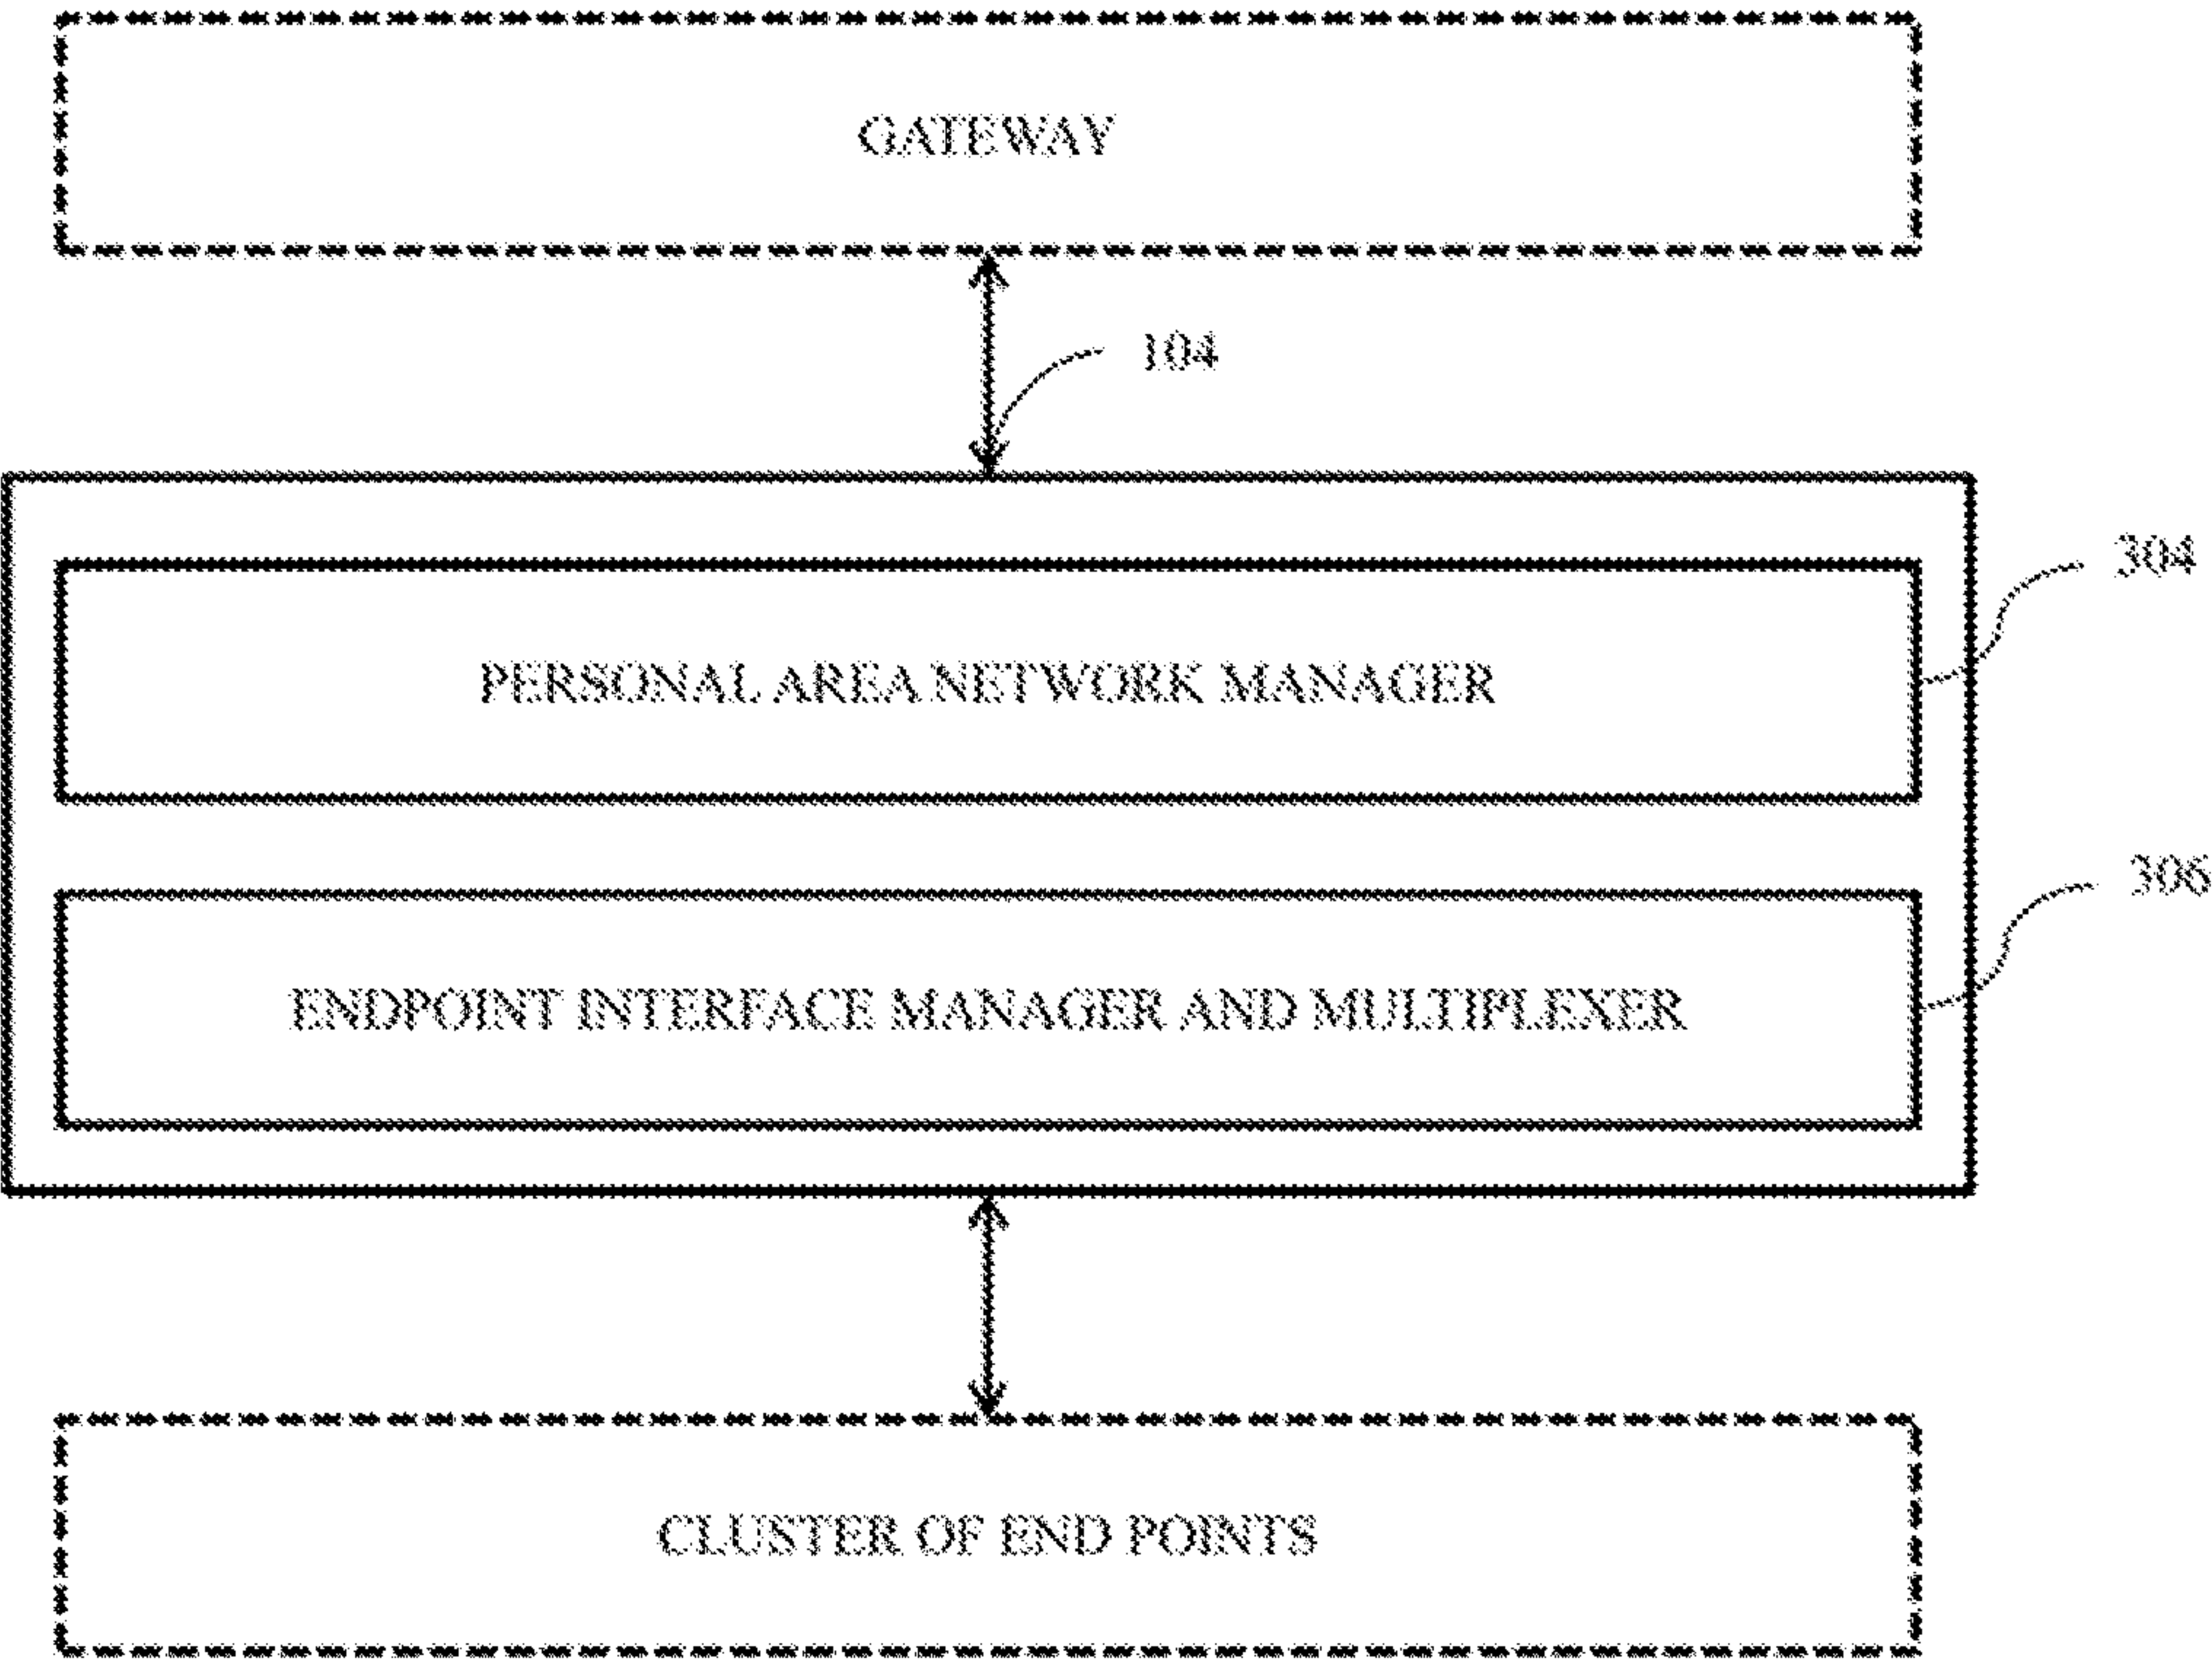 GATEWAY
104
304
PERSONAL AREA NETWORK MANAGER
306
ENDPOINT INTERFACE MANAGER AND MULTIPLEXER
CLUSTER OF END POINTS